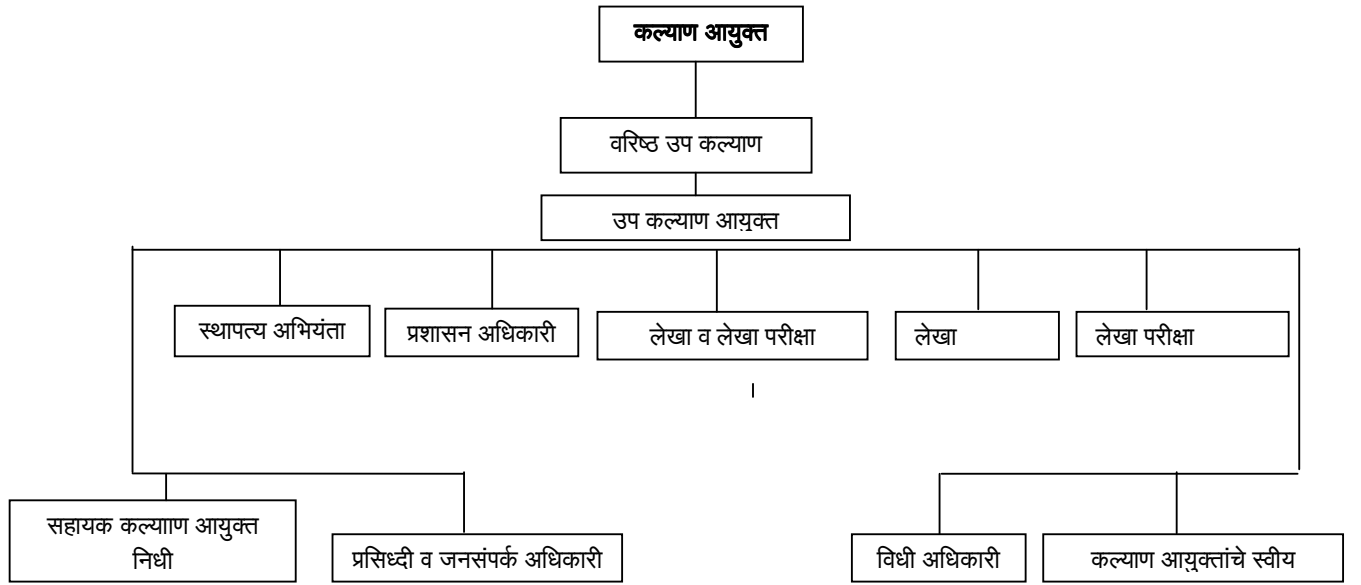 कल्याण आयुक्त
वरिष्ठ उप कल्याण
उप कल्याण आयुक्त
स्थापत्य अभियंता
प्रशासन अधिकारी
लेखा व लेखा परीक्षा
लेखा
लेखा परीक्षा
सहायक कल्यााण आयुक्त
निधी
प्रसिध्दी व जनसंपर्क अधिकारी
विधी अधिकारी
कल्याण आयुक्तांचे स्वीय